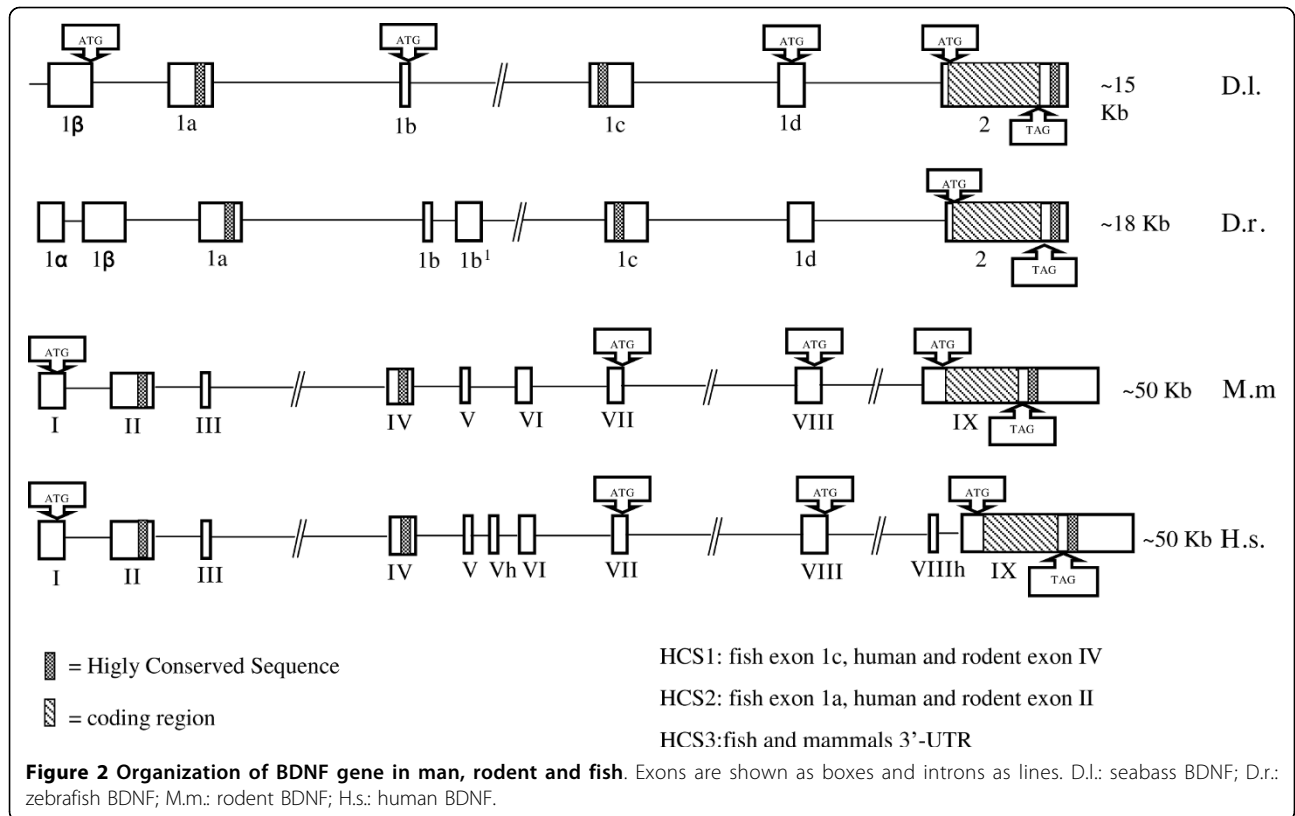 ATG ATG ATG ATG
~15 Kb D.l.
1β 1a 1b 1c 1d 2 TAG
ATG
~18 Kb D.r.
1α 1β 1a 1b 1b¹ 1c 1d 2 TAG
ATG ATG ATG ATG
~50 Kb M.m
I II III IV V VI VII VIII IX TAG
ATG ATG ATG ATG
~50 Kb H.s.
I II III IV V Vh VI VII VIII VIIIh IX TAG
= Higly Conserved Sequence
= coding region
HCS1: fish exon 1c, human and rodent exon IV
HCS2: fish exon 1a, human and rodent exon II
HCS3:fish and mammals 3’-UTR
Figure 2 Organization of BDNF gene in man, rodent and fish. Exons are shown as boxes and introns as lines. D.l.: seabass BDNF; D.r.:
zebrafish BDNF; M.m.: rodent BDNF; H.s.: human BDNF.